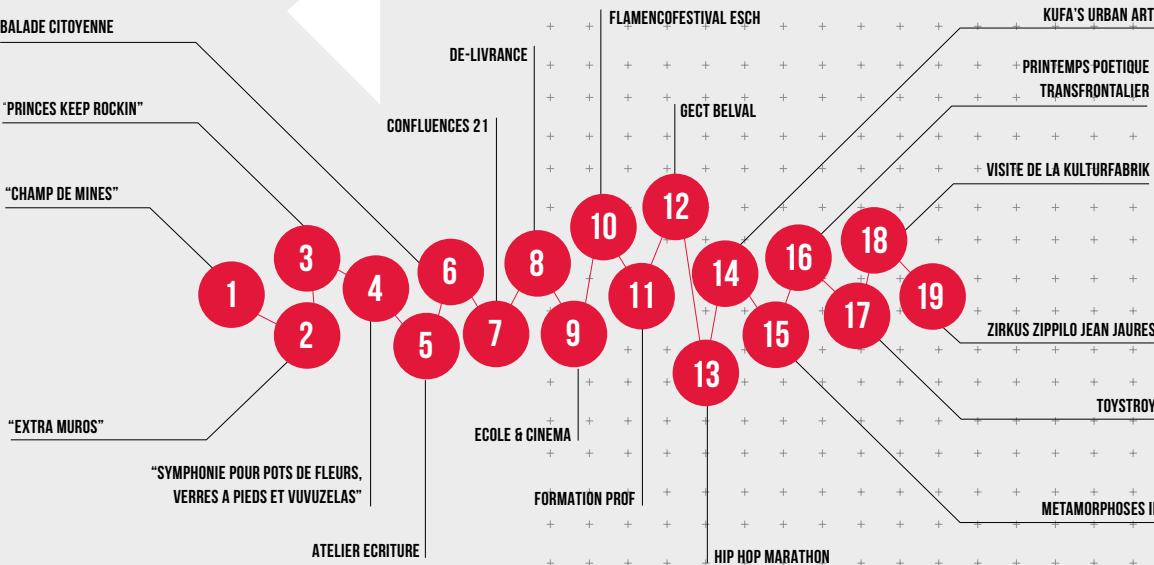 BALADE CITOYENNE
"PRINCES KEEP ROCKIN"
"CHAMP DE MINES"
"EXTRA MUROS"
"SYMPHONIE POUR POTS DE FLEURS,
VERRES A PIEDS ET VUVUZELAS"
ATELIER ECRITURE
CONFLUENCES 21
DE-LIVRANCE
ECOLE & CINEMA
FLAMENCOFESTIVAL ESCH
FORMATION PROF
GECT BELVAL
HIP HOP MARATHON
KUFA'S URBAN ART
PRINTEMPS POETIQUE
TRANSFRONTALIER
VISITE DE LA KULTURFABRIK
ZIRKUS ZIPPILO JEAN JAURES
TOYSTROY
METAMORPHOSES II
1
2
3
4
5
6
7
8
9
10
11
12
13
14
15
16
17
18
19